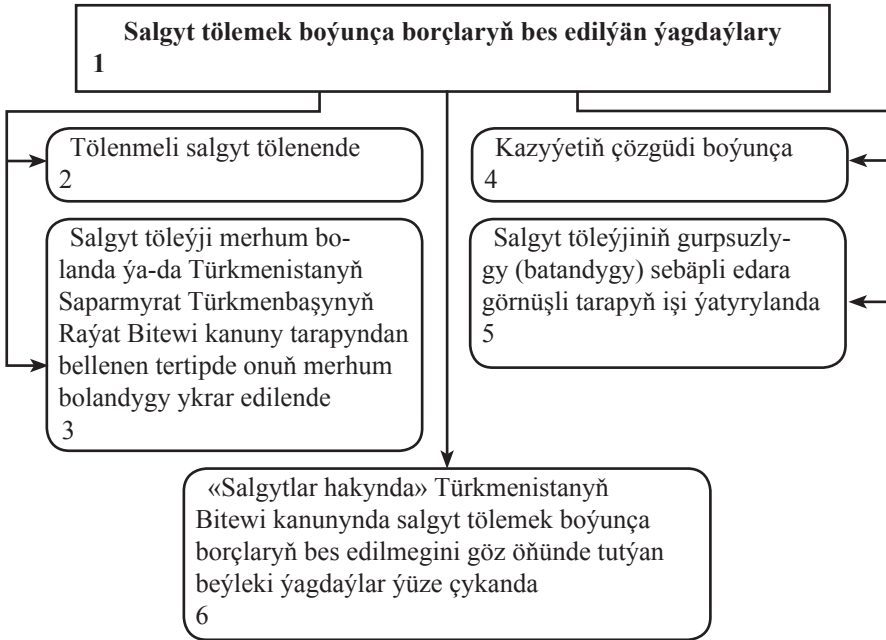 Salgyt tölemek boýunça borçlaryň bes edilýän ýagdaýlary
1
Tölenmeli salgyt tölenende
2
Salgyt töleýji merhum bo-
landa ýa-da Türkmenistanyň
Saparmyrat Türkmenbaşynyň
Raýat Bitewi kanuny tarapyndan
bellenen tertipde onuň merhum
bolandygy ykrar edilende
3
Kazyýetiň çözgüdi boýunça
4
Salgyt töleýjiniň gurpsuzly-
gy (batandygy) sebäpli edara
görnüşli tarapyň işi ýatyrylanda
5
«Salgytlar hakynda» Türkmenistanyň
Bitewi kanunynda salgyt tölemek boýunça
borçlaryň bes edilmegini göz öňünde tutýan
beýleki ýagdaýlar ýüze çykanda
6